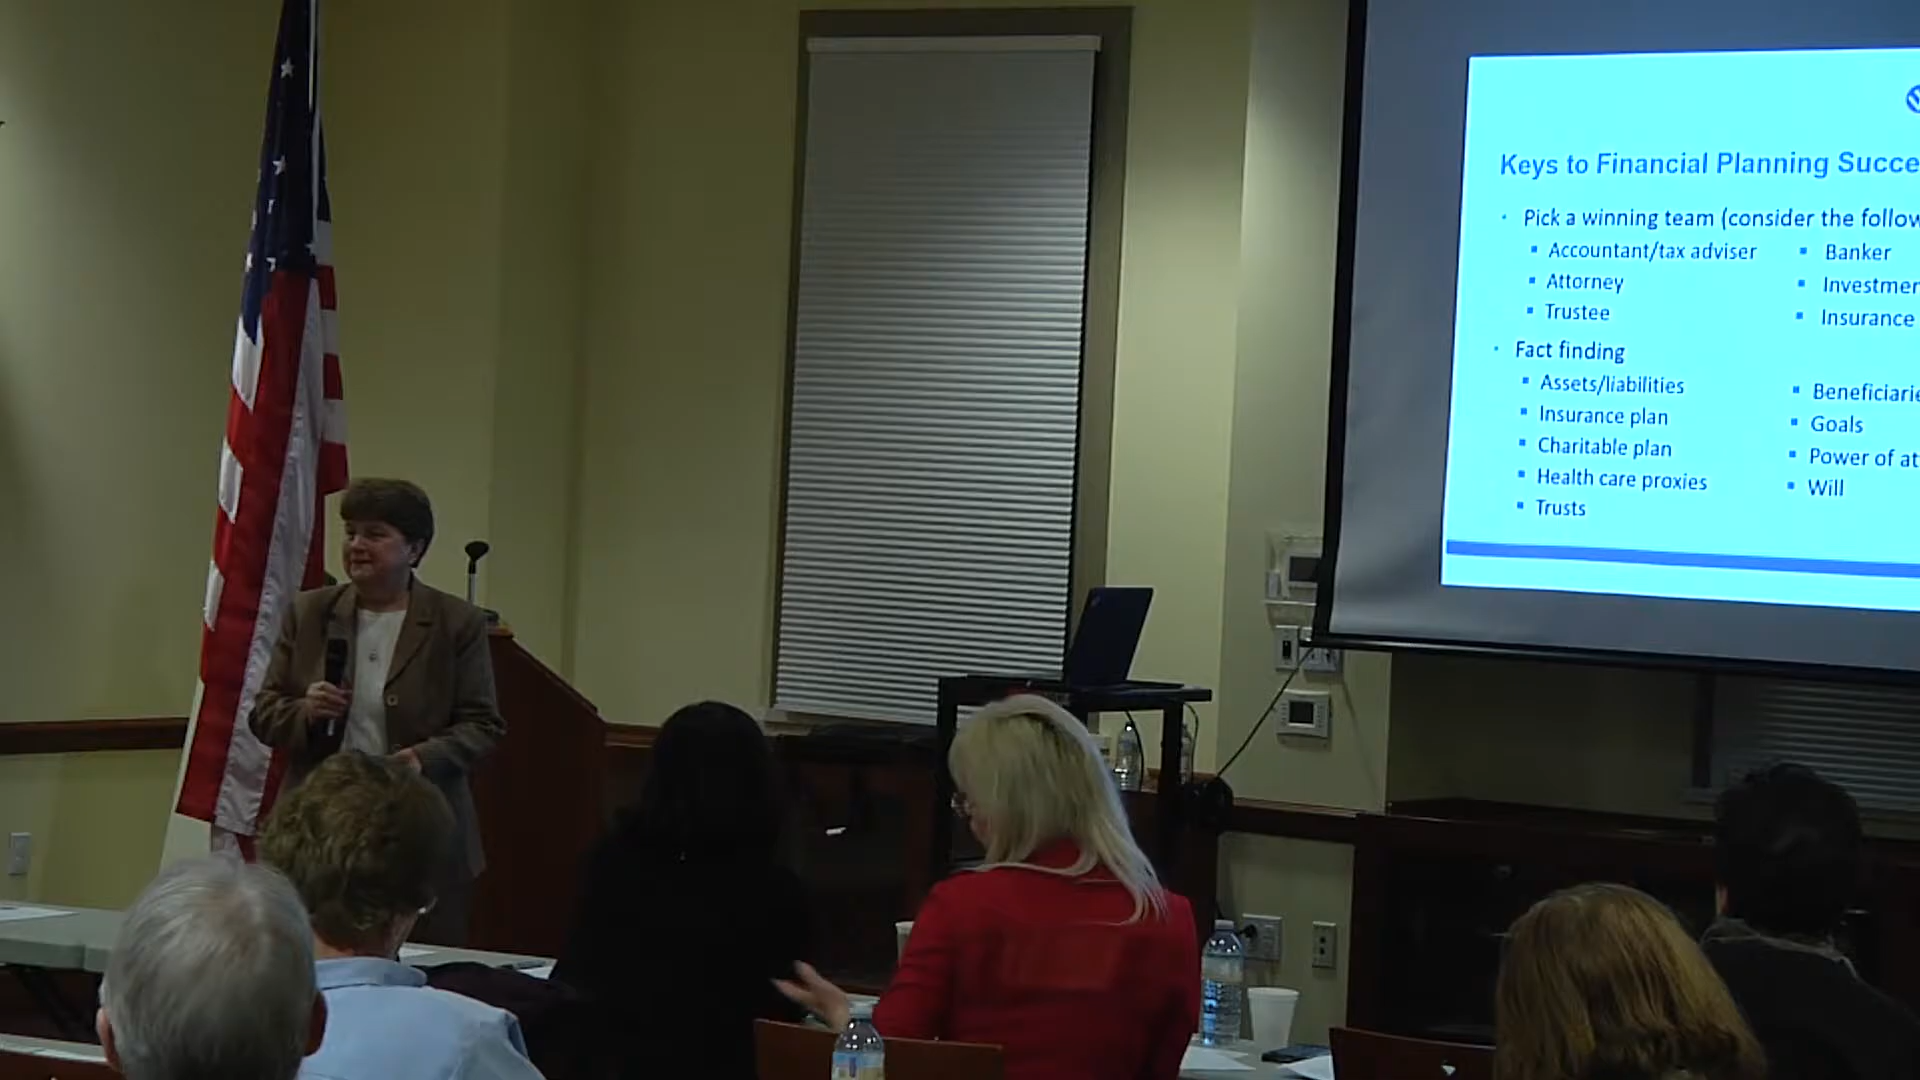 Keys to Financial Planning Succe
Pick a winning team (consider the follow
Accountant/tax adviser
Banker
Attorney
Investmen
Trustee
Insurance
Fact finding
Assets/liabilities
Beneficiarie
Insurance plan
Goals
Charitable plan
Power of at
Health care proxies
Will
Trusts